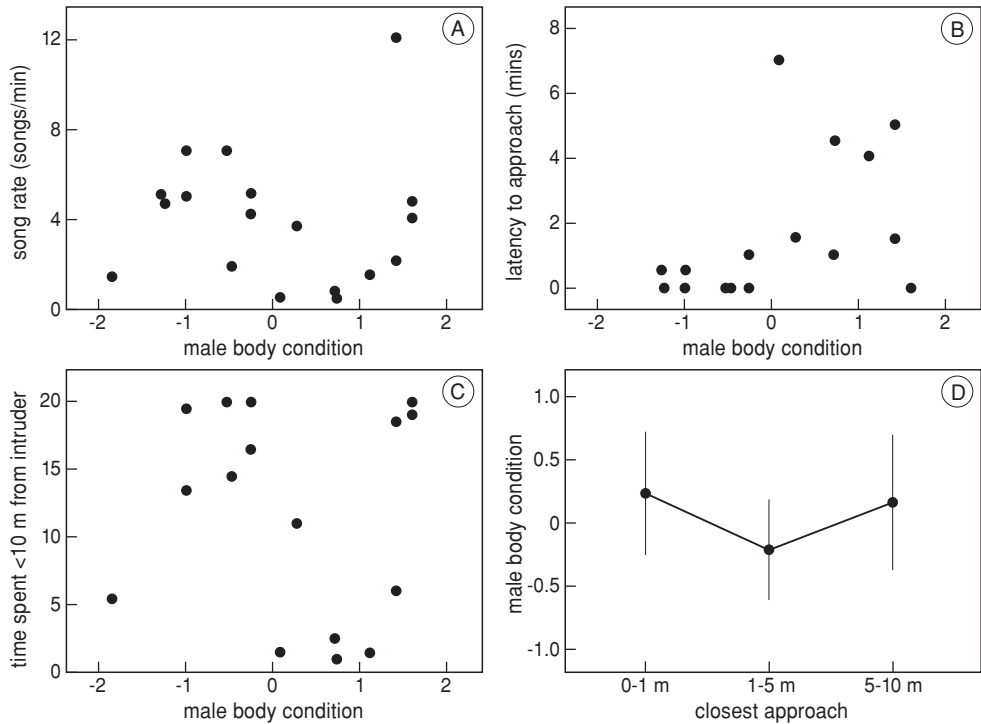 A
song rate (songs/min)
12
8
4
0
-2 -1 0 1 2
male body condition
B
latency to approach (mins)
8
6
4
2
0
-2 -1 0 1 2
male body condition
C
time spent <10 m from intruder
20
15
10
5
0
-2 -1 0 1 2
male body condition
D
male body condition
1.0
0.5
0
-0.5
-1.0
0-1 m 1-5 m 5-10 m
closest approach